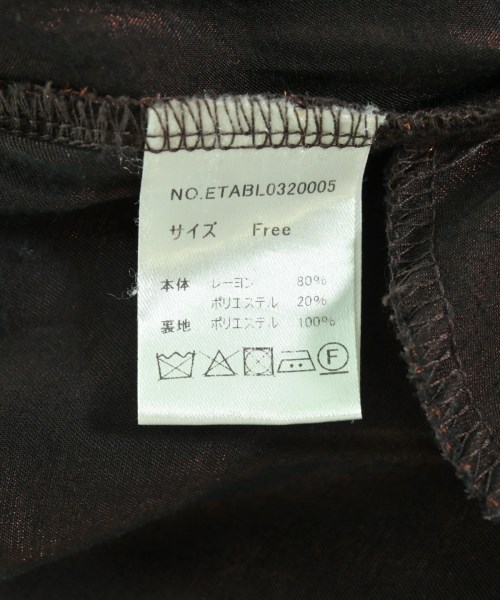 NO.ETABL0320005
サイズ Free
本体 レーヨン 80%
ポリエステル 20%
裏地 ポリエステル 100%
F